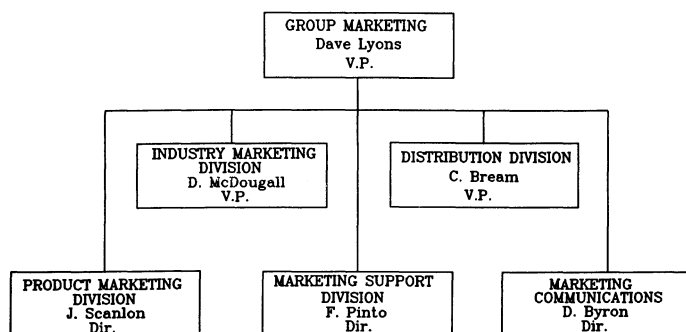 GROUP MARKETING
Dave Lyons
V.P.
INDUSTRY MARKETING
DIVISION
D. McDougall
V.P.
DISTRIBUTION DIVISION
C. Bream
V.P.
PRODUCT MARKETING
DIVISION
J. Scanlon
Dir.
MARKETING SUPPORT
DIVISION
F. Pinto
Dir.
MARKETING
COMMUNICATIONS
D. Byron
Dir.